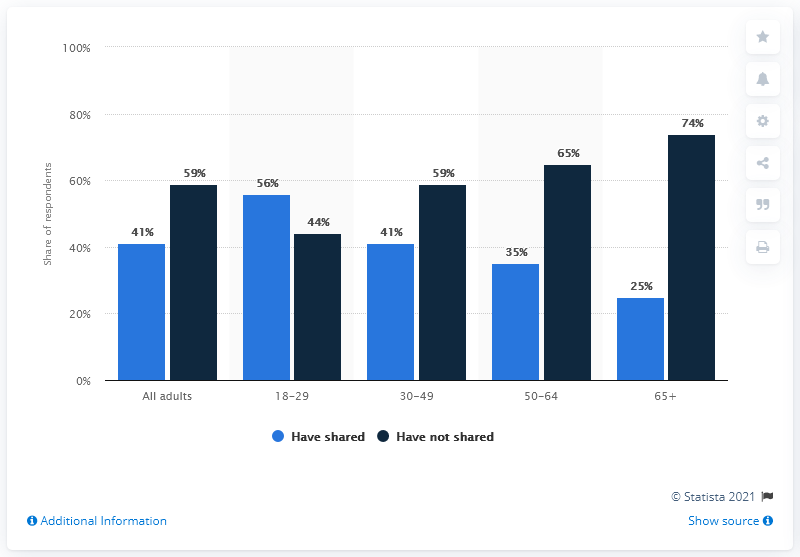 100%
80%
60%
40%
20%
0%
Share of respondents
41%
59%
56%
44%
41%
59%
35%
65%
25%
74%
All adults
18–29
30–49
50–64
65+
Have shared
Have not shared
© Statista 2021
Additional Information
Show source